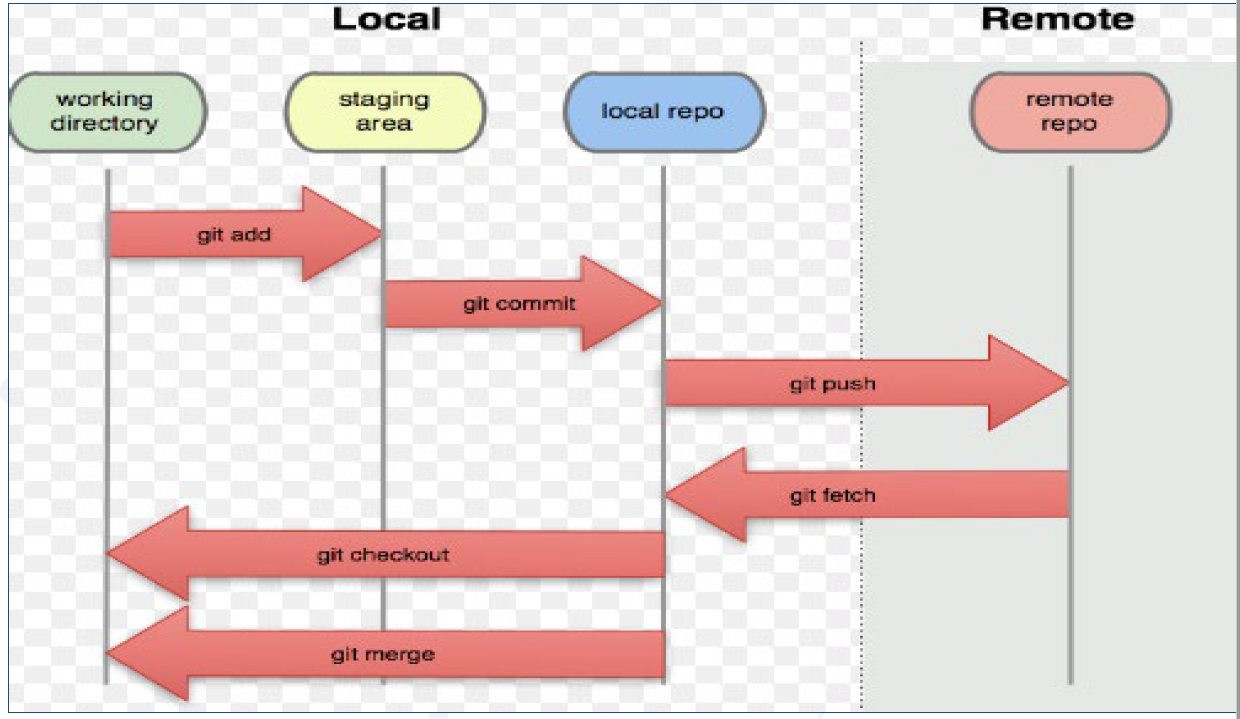 Local
Remote
working
directory
staging
area
local repo
remote
repo
git add
git commit
git push
git fetch
git checkout
git merge